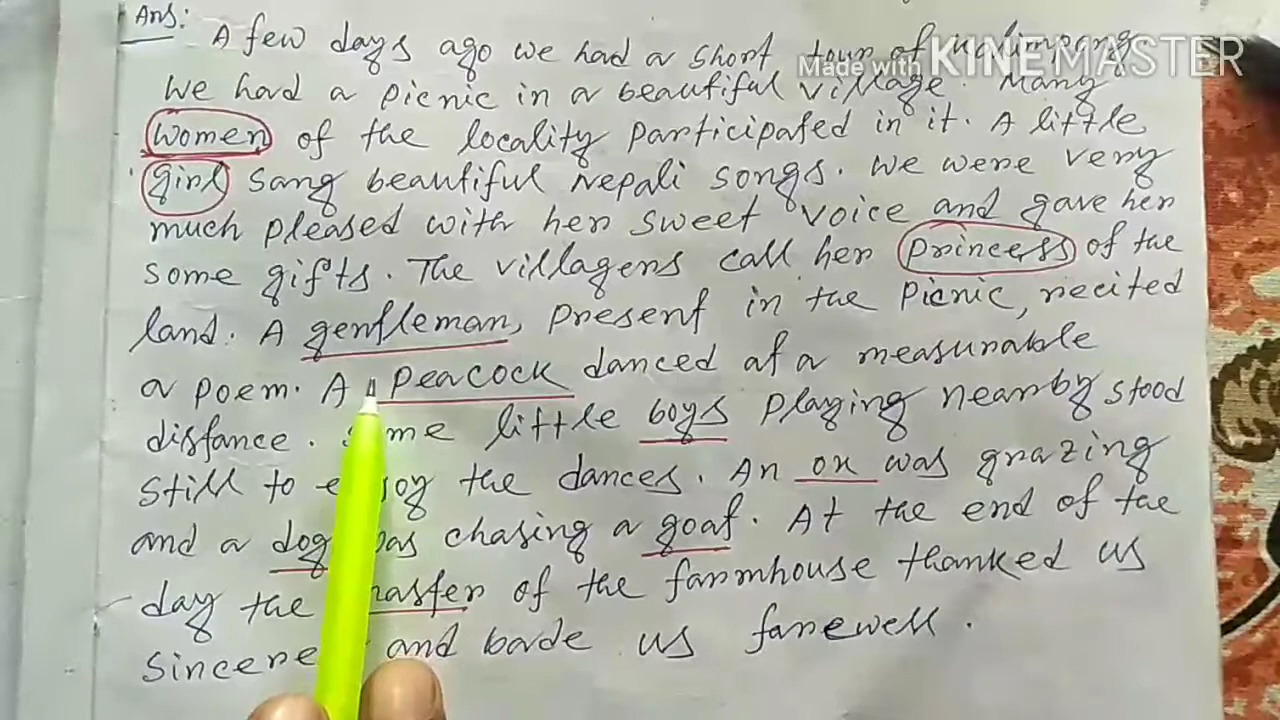 Ans:
A few days ago we had a short tour of Kalimpong
Made with KINEMASTER
We had a picnic in a beautiful village. Many
women of the locality participated in it. A little
girl sang beautiful Nepali songs. We were very
much pleased with her sweet voice and gave her
some gifts. The villagers call her princess of the
land. A gentleman, present in the picnic, recited
a poem. A peacock danced at a measurable
distance. Some little boys playing nearby stood
still to enjoy the dances. An ox was grazing
and a dog was chasing a goat. At the end of the
day the master of the farmhouse thanked us
and bade us farewell.